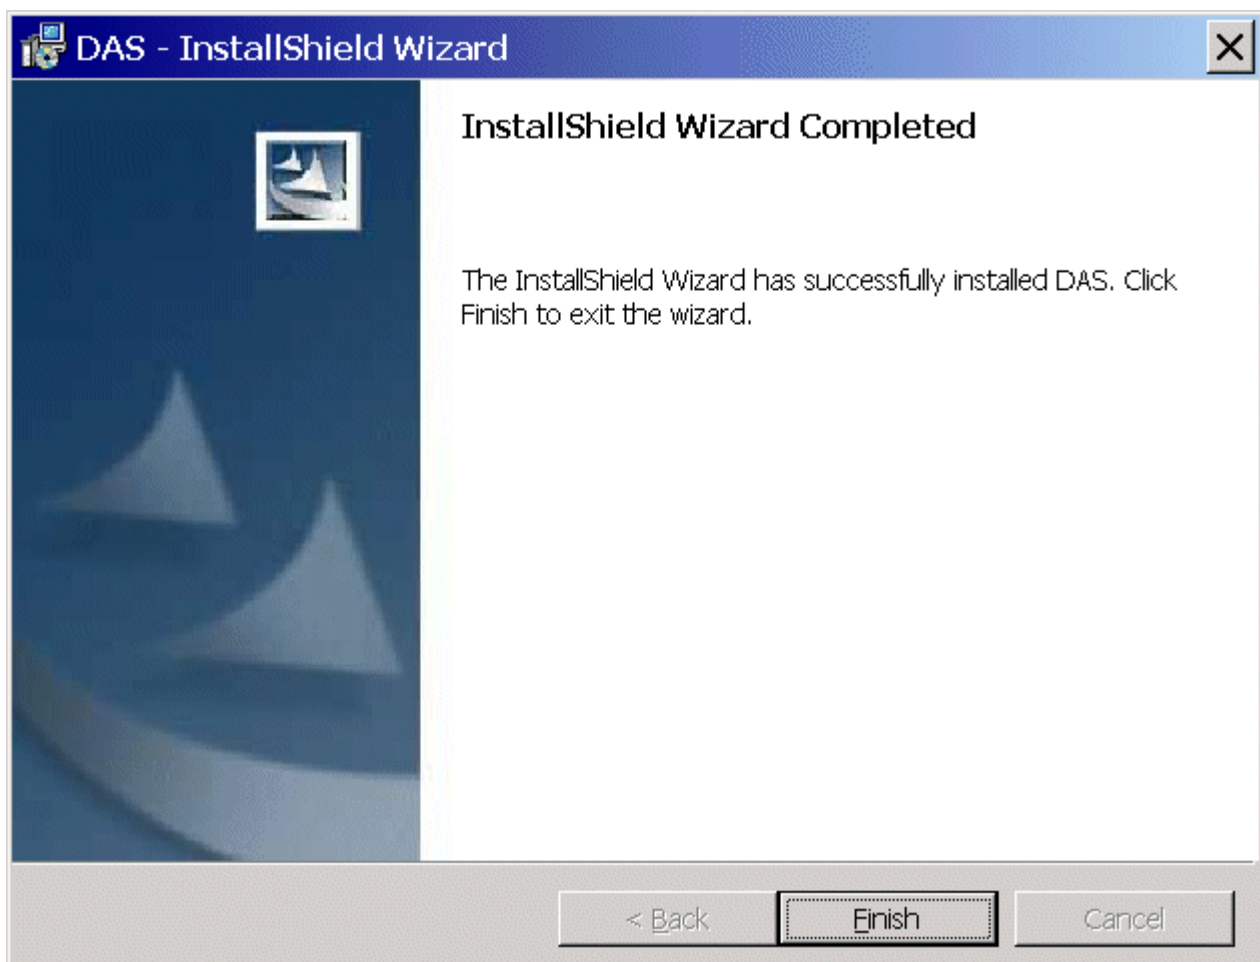 DAS - InstallShield Wizard
InstallShield Wizard Completed
The InstallShield Wizard has successfully installed DAS. Click
Finish to exit the wizard.
< Back
Finish
Cancel